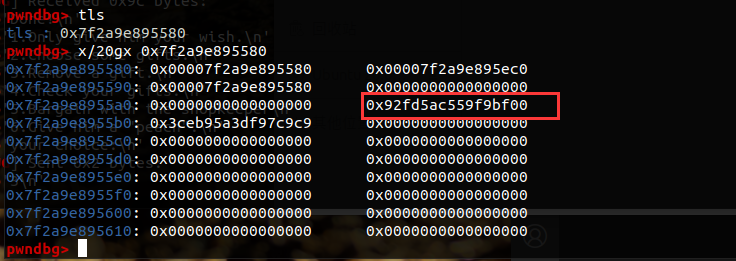 ] Received 0x9c bytes:
pwndbg> tls
tls : 0x7f2a9e895580
pwndbg> x/20gx 0x7f2a9e895580
0x7f2a9e895580: 0x00007f2a9e895580 0x00007f2a9e895ec0
0x7f2a9e895590: 0x00007f2a9e895580 0x0000000000000000
0x7f2a9e8955a0: 0x0000000000000000 0x92fd5ac559f9bf00
0x7f2a9e8955b0: 0x3ceb95a3df97c9c9 0x0000000000000000
0x7f2a9e8955c0: 0x0000000000000000 0x0000000000000000
0x7f2a9e8955d0: 0x0000000000000000 0x0000000000000000
0x7f2a9e8955e0: 0x0000000000000000 0x0000000000000000
0x7f2a9e8955f0: 0x0000000000000000 0x0000000000000000
0x7f2a9e895600: 0x0000000000000000 0x0000000000000000
0x7f2a9e895610: 0x0000000000000000 0x0000000000000000
pwndbg>